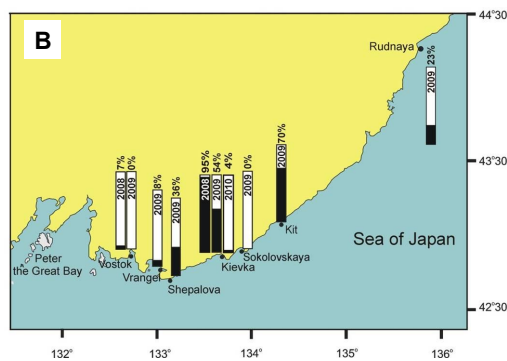 B
44°30
Rudnaya
2009 23%
43°30
2008 7%
2009 0%
2009 8%
2009 36%
2008 95%
2009 54%
2010 4%
2009 0%
2009 70%
Kit
Sea of Japan
Peter
the Great Bay
Vostok
Vrangel
Shepalova
Kievka
Sokolovskaya
42°30
132° 133° 134° 135° 136°